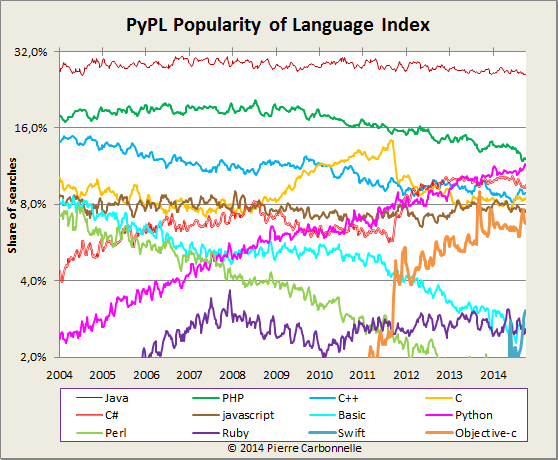 PyPL Popularity of Language Index
Share of searches
32,0%
16,0%
8,0%
4,0%
2,0%
2004 2005 2006 2007 2008 2009 2010 2011 2012 2013 2014
Java PHP C++ C
C# javascript Basic Python
Perl Ruby Swift Objective-c
© 2014 Pierre Carbonnelle